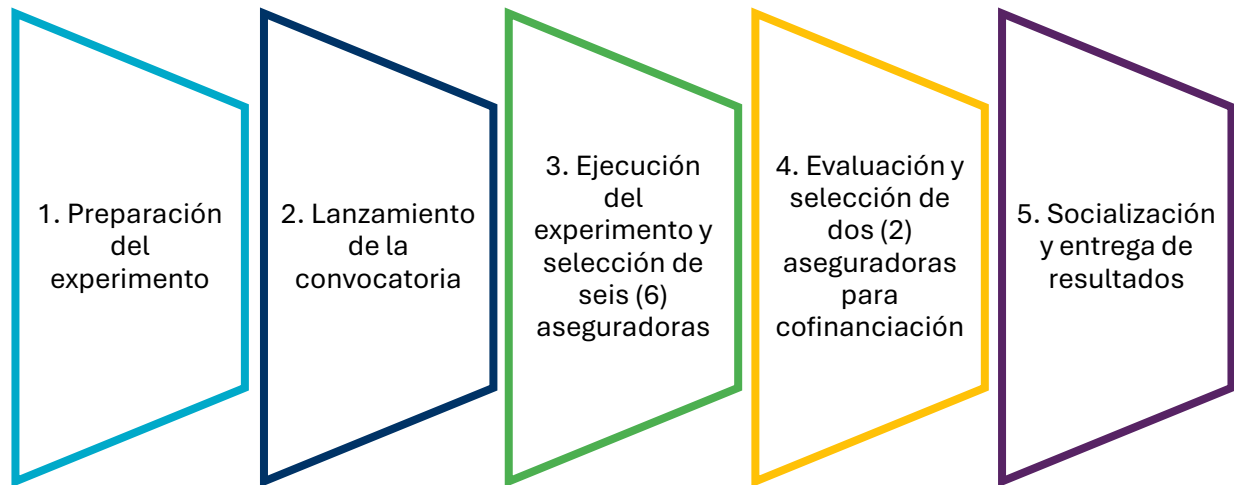 1. Preparación
del
experimento
2. Lanzamiento
de la
convocatoria
3. Ejecución
del
experimento y
selección de
seis (6)
aseguradoras
4. Evaluación y
selección de
dos (2)
aseguradoras
para
cofinanciación
5. Socialización
y entrega de
resultados